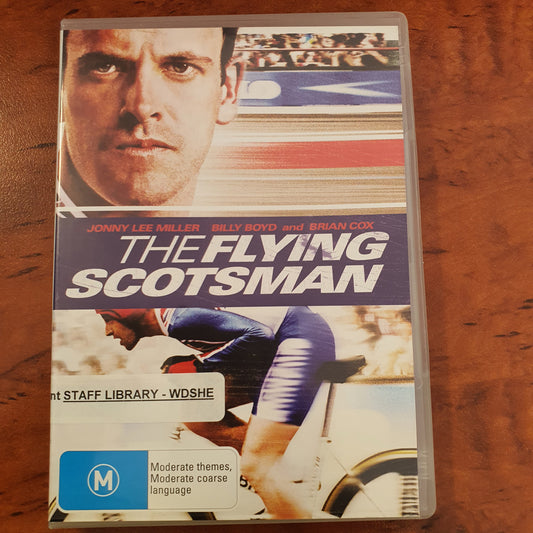 JONNY LEE MILLER BILLY BOYD and BRIAN COX
THE FLYING
SCOTSMAN
nt STAFF LIBRARY - WDSHE
M
Moderate themes,
Moderate coarse
language